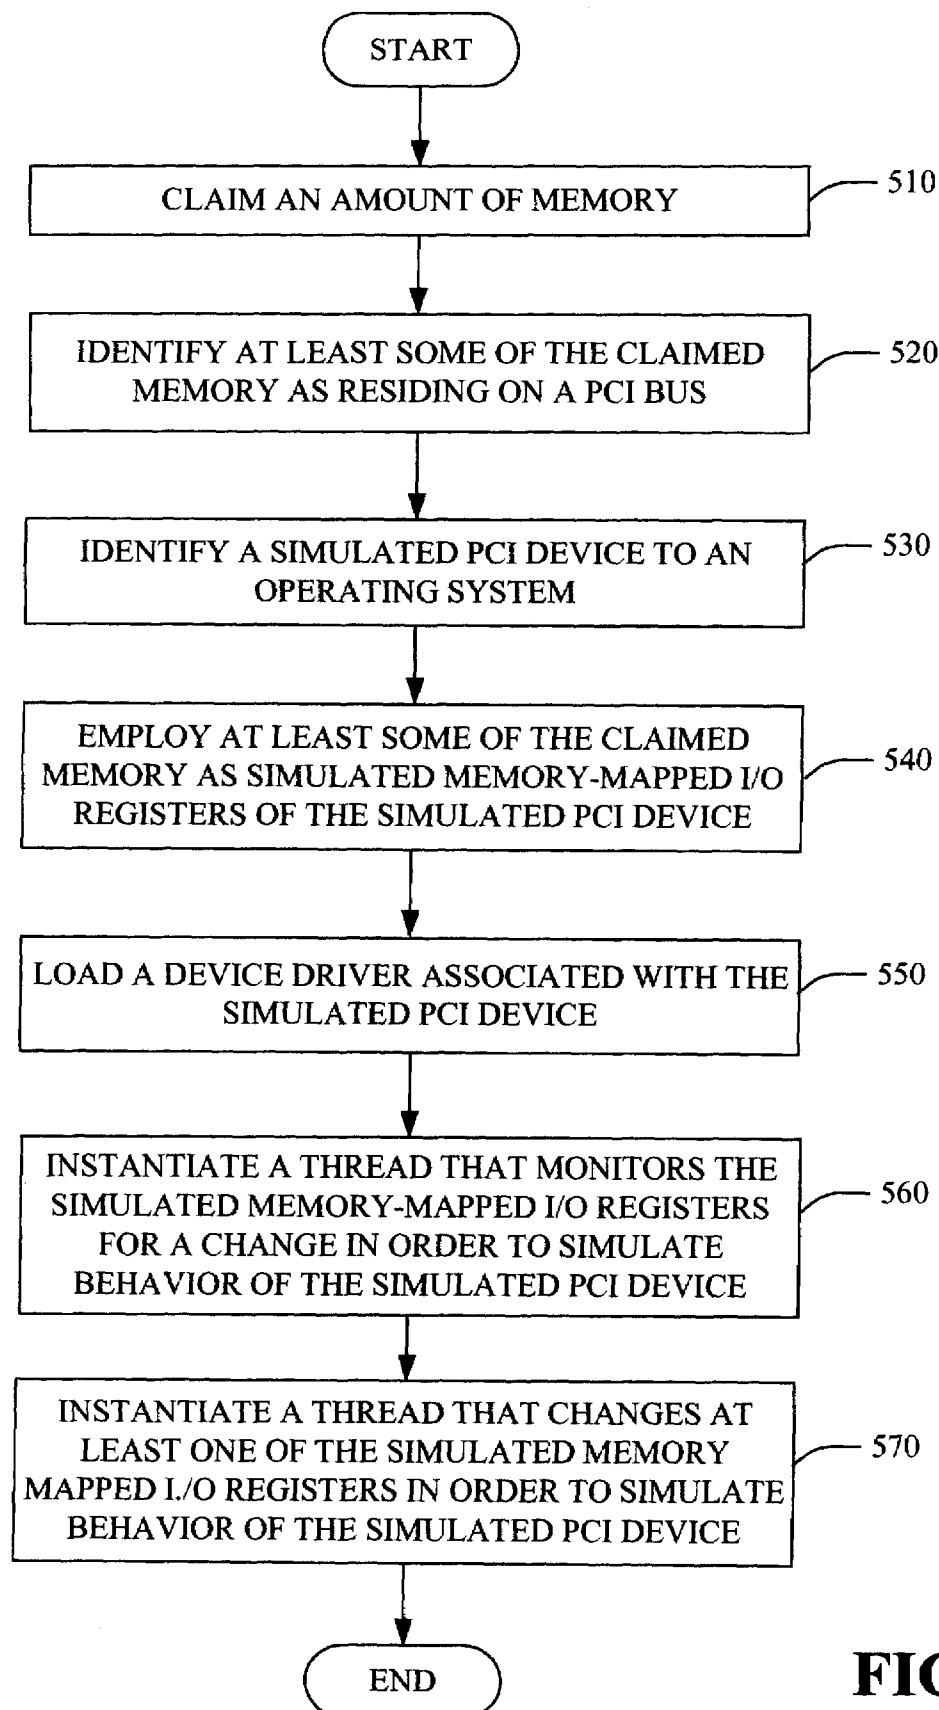 START
CLAIM AN AMOUNT OF MEMORY
510
IDENTIFY AT LEAST SOME OF THE CLAIMED
MEMORY AS RESIDING ON A PCI BUS
520
IDENTIFY A SIMULATED PCI DEVICE TO AN
OPERATING SYSTEM
530
EMPLOY AT LEAST SOME OF THE CLAIMED
MEMORY AS SIMULATED MEMORY-MAPPED I/O
REGISTERS OF THE SIMULATED PCI DEVICE
540
LOAD A DEVICE DRIVER ASSOCIATED WITH THE
SIMULATED PCI DEVICE
550
INSTANTIATE A THREAD THAT MONITORS THE
SIMULATED MEMORY-MAPPED I/O REGISTERS
FOR A CHANGE IN ORDER TO SIMULATE
BEHAVIOR OF THE SIMULATED PCI DEVICE
560
INSTANTIATE A THREAD THAT CHANGES AT
LEAST ONE OF THE SIMULATED MEMORY
MAPPED I./O REGISTERS IN ORDER TO SIMULATE
BEHAVIOR OF THE SIMULATED PCI DEVICE
570
END